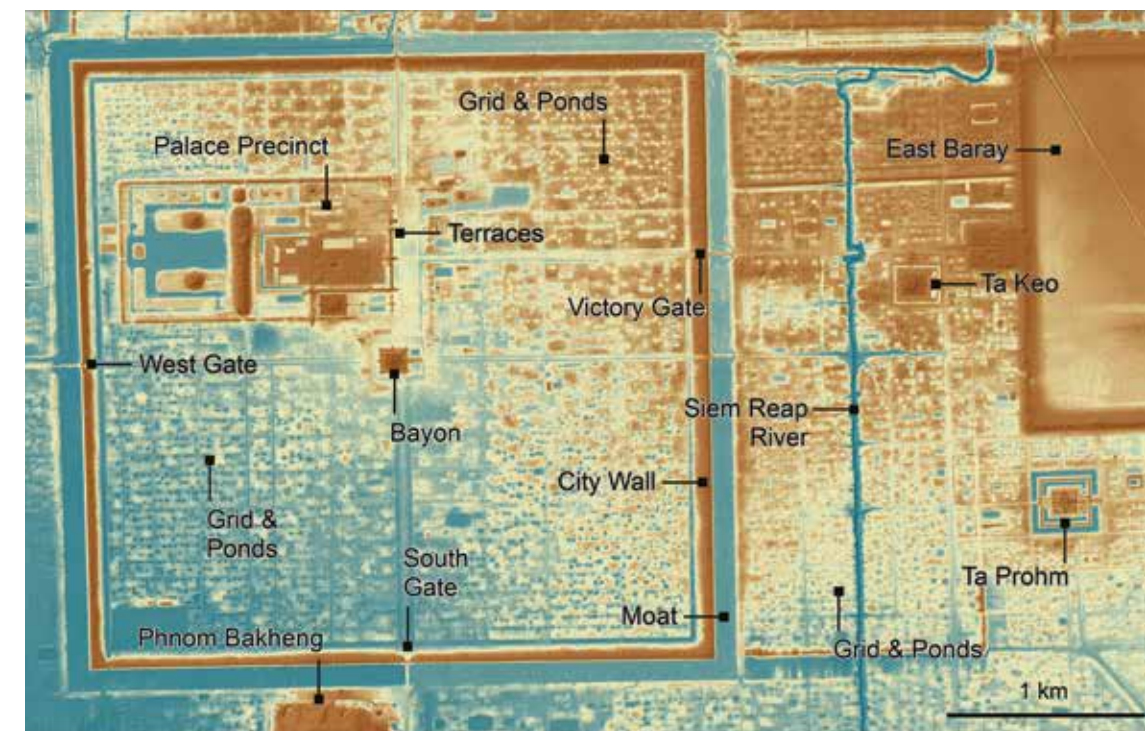 Grid & Ponds
Palace Precinct
East Baray
Terraces
Ta Keo
Victory Gate
West Gate
Siem Reap
River
Bayon
City Wall
Grid &
Ponds
South
Gate
Ta Prohm
Moat
Phnom Bakheng
Grid & Ponds
1 km